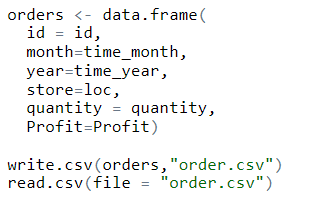 orders <- data.frame(
  id = id,
  month=time_month,
  year=time_year,
  store=loc,
  quantity = quantity,
  Profit=Profit)

write.csv(orders,"order.csv")
read.csv(file = "order.csv")